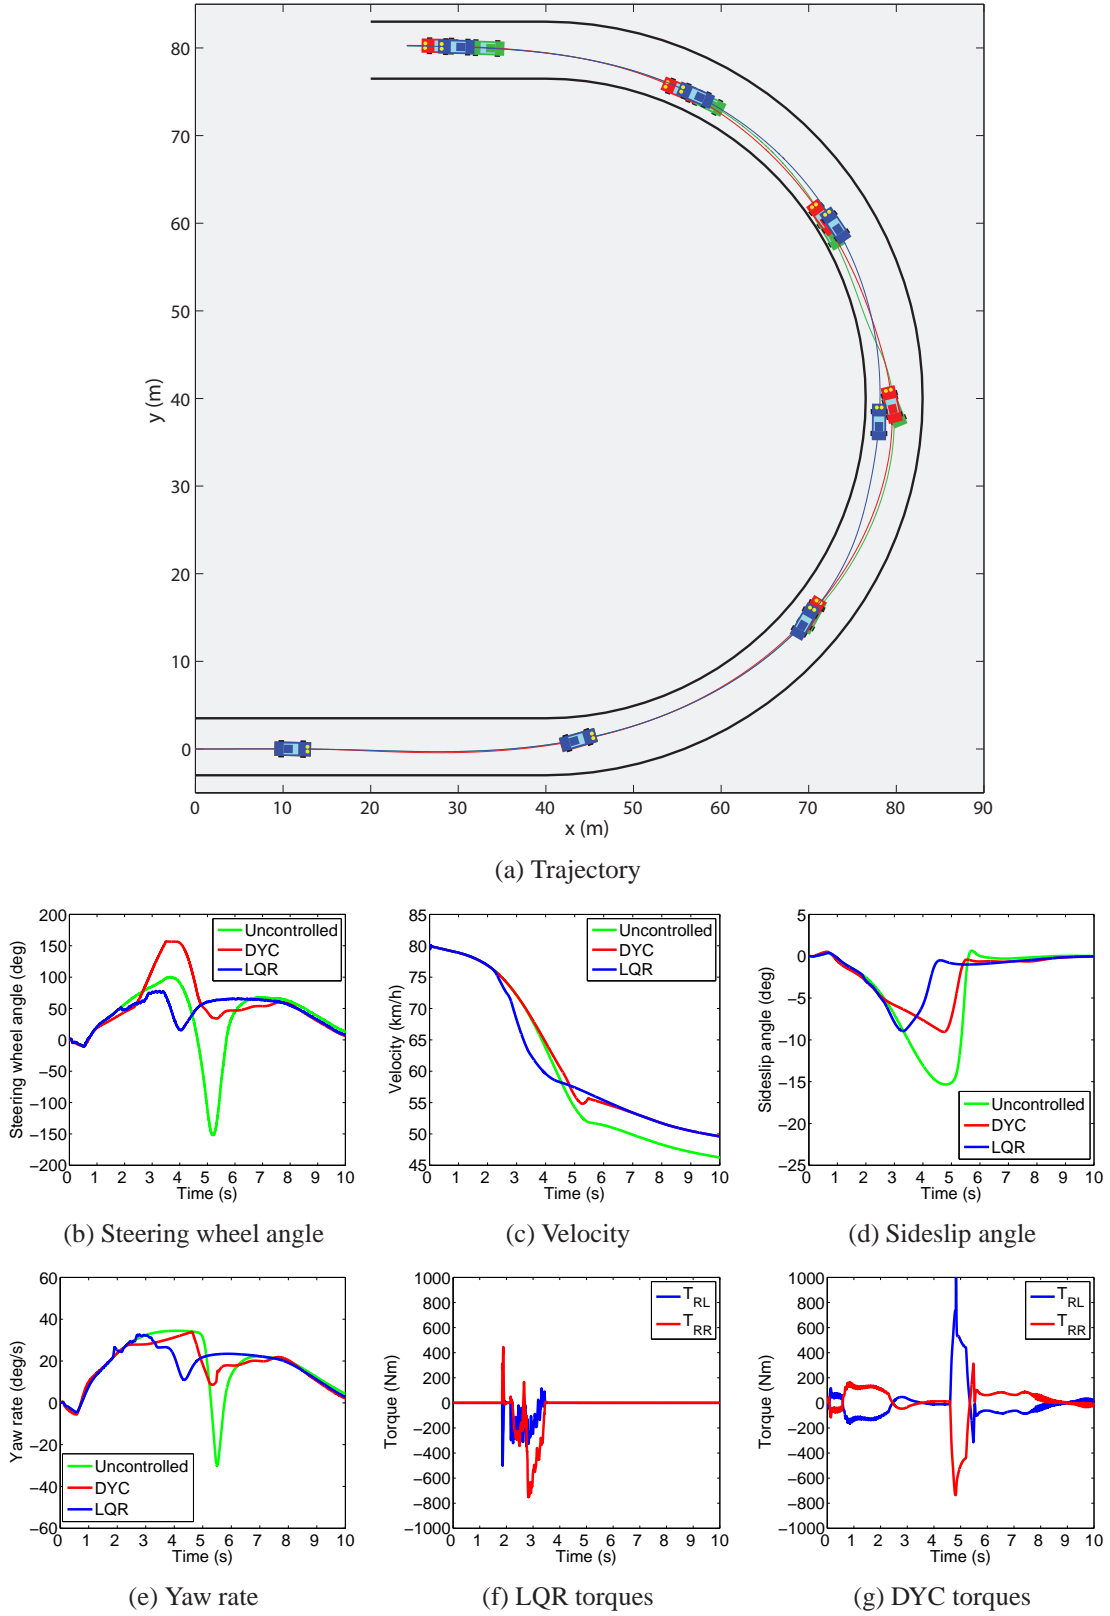 80
70
60
50
40
30
20
10
0
y (m)
0 10 20 30 40 50 60 70 80 90
x (m)
(a) Trajectory
200
150
100
50
0
−50
−100
−150
−200
Steering wheel angle (deg)
Uncontrolled
DYC
LQR
0 1 2 3 4 5 6 7 8 9 10
Time (s)
(b) Steering wheel angle
85
80
75
70
65
60
55
50
45
Velocity (km/h)
Uncontrolled
DYC
LQR
0 1 2 3 4 5 6 7 8 9 10
Time (s)
(c) Velocity
5
0
−5
−10
−15
−20
−25
Sideslip angle (deg)
Uncontrolled
DYC
LQR
0 1 2 3 4 5 6 7 8 9 10
Time (s)
(d) Sideslip angle
60
40
20
0
−20
−40
−60
Yaw rate (deg/s)
Uncontrolled
DYC
LQR
0 1 2 3 4 5 6 7 8 9 10
Time (s)
(e) Yaw rate
1000
800
600
400
200
0
−200
−400
−600
−800
−1000
Torque (Nm)
T_RL
T_RR
0 1 2 3 4 5 6 7 8 9 10
Time (s)
(f) LQR torques
1000
800
600
400
200
0
−200
−400
−600
−800
−1000
Torque (Nm)
T_RL
T_RR
0 1 2 3 4 5 6 7 8 9 10
Time (s)
(g) DYC torques